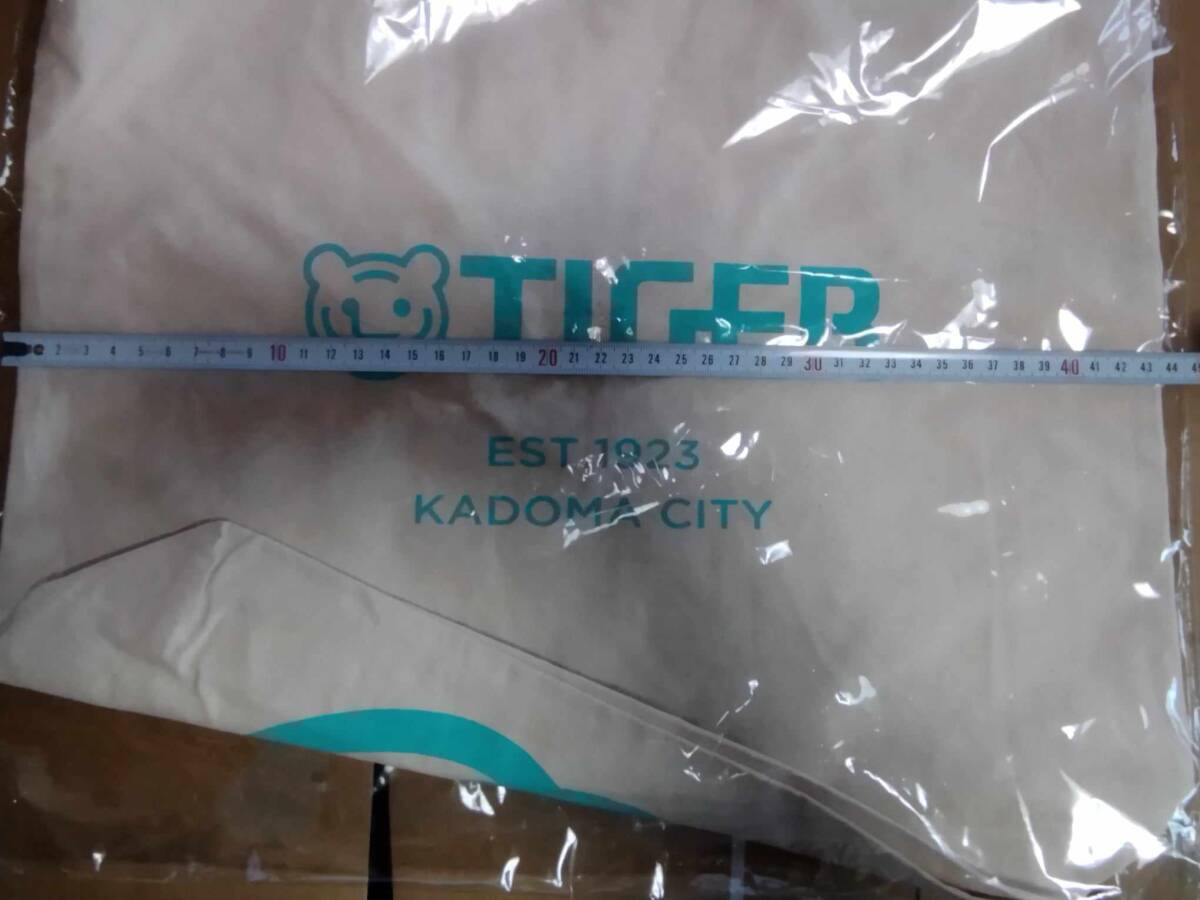 TIGER
2 3 4 5 6 7 8 9 10 11 12 13 14 15 16 17 18 19 20 21 22 23 24 25 26 27 28 29 30 31 32 33 34 35 36 37 38 39 40 41 42 43 44
EST 1923
KADOMA CITY